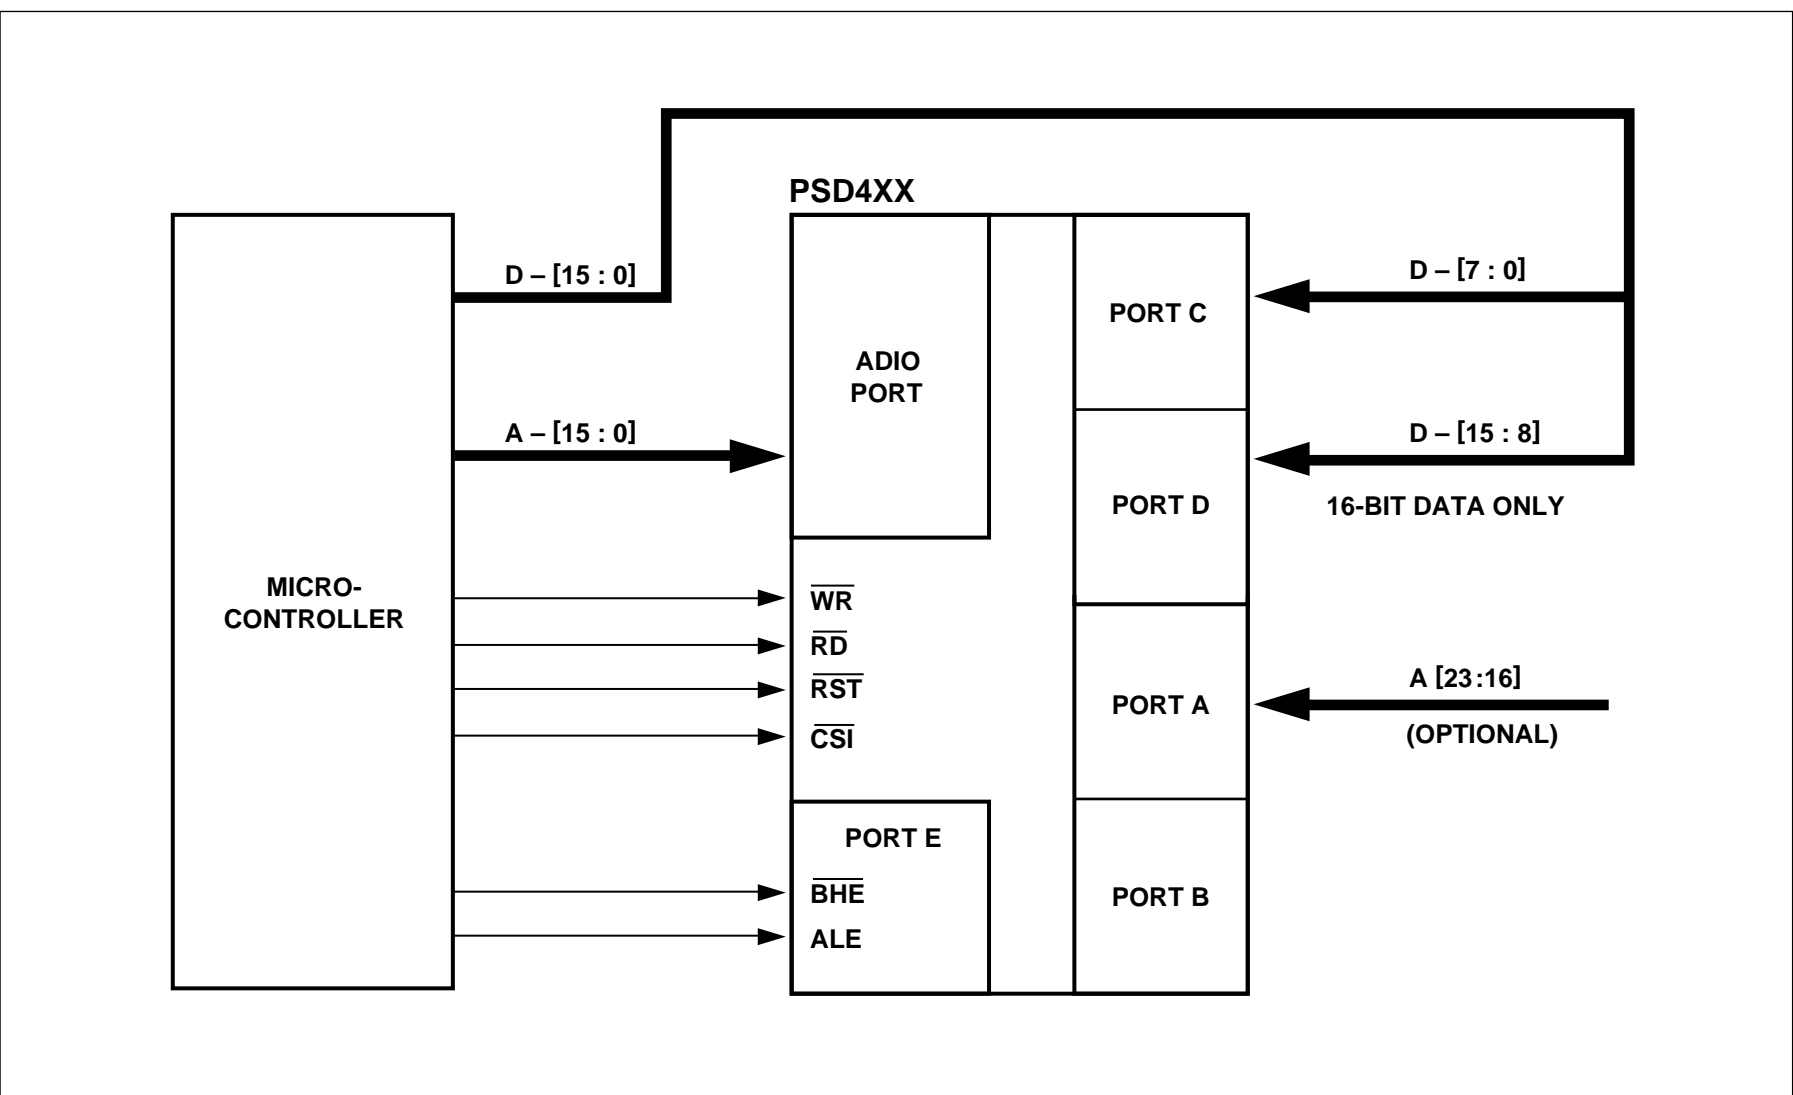 PSD4XX
D – [15 : 0]
D – [7 : 0]
PORT C
ADIO
PORT
A – [15 : 0]
D – [15 : 8]
PORT D
16-BIT DATA ONLY
MICRO-
CONTROLLER
WR
RD
RST
CSI
A [23:16]
PORT A
(OPTIONAL)
PORT E
BHE
ALE
PORT B